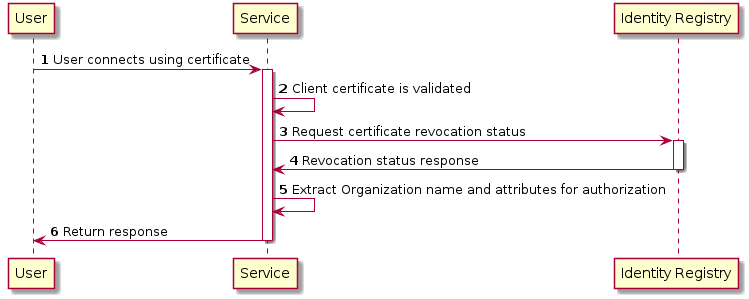 User
Service
Identity Registry
1 User connects using certificate
2 Client certificate is validated
3 Request certificate revocation status
4 Revocation status response
5 Extract Organization name and attributes for authorization
6 Return response
User
Service
Identity Registry